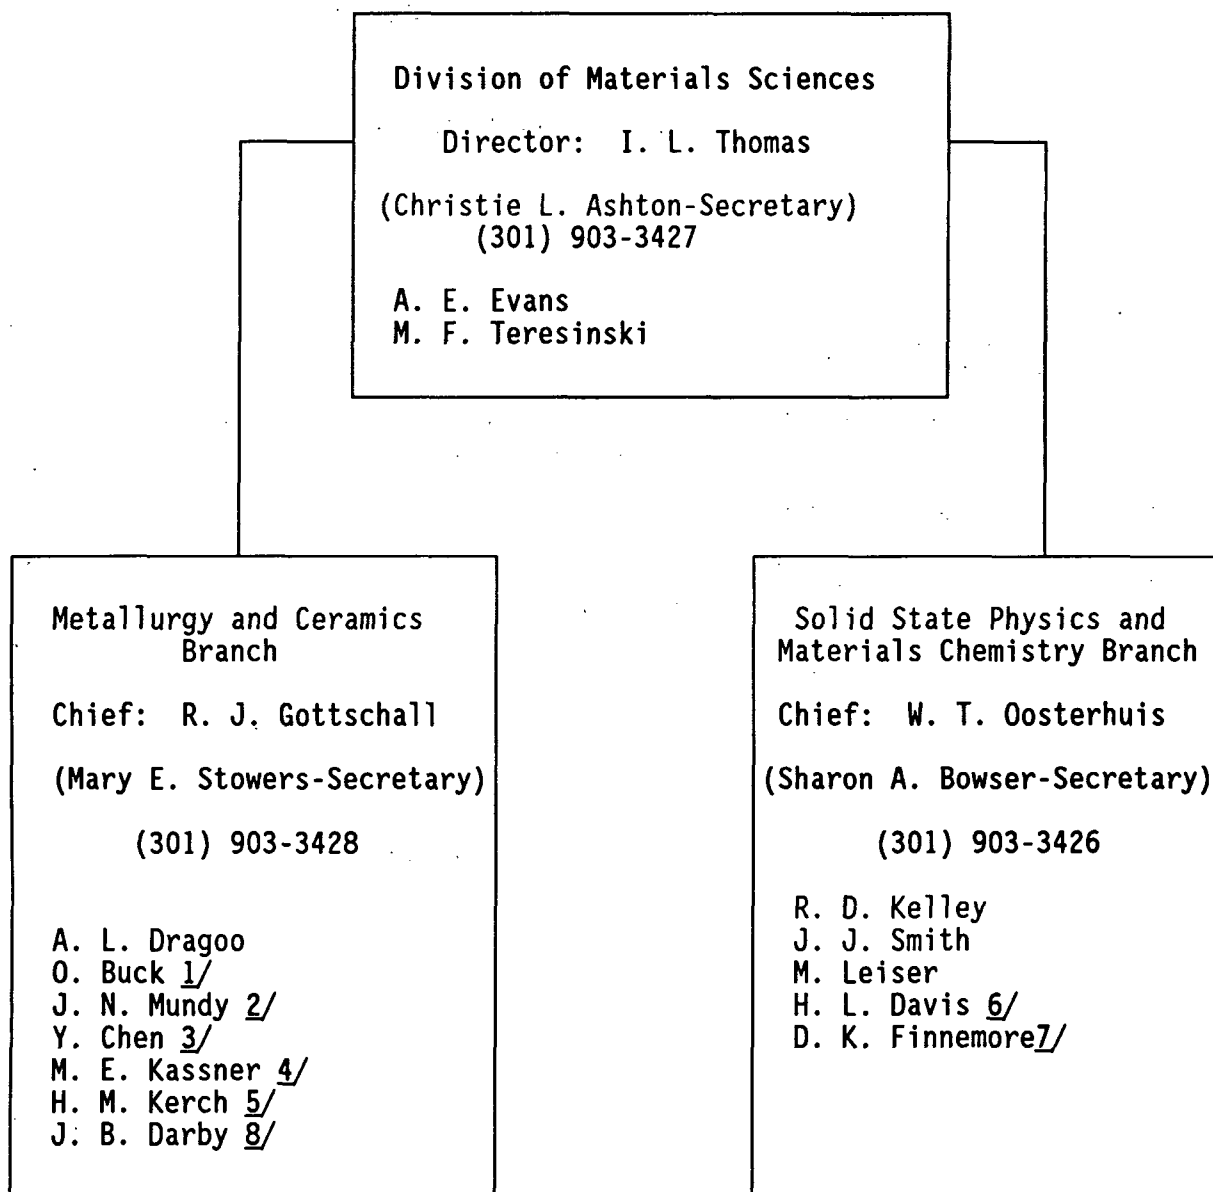 Division of Materials Sciences
Director: I. L. Thomas
(Christie L. Ashton-Secretary)
(301) 903-3427
A. E. Evans
M. F. Teresinski
Metallurgy and Ceramics
Branch
Chief: R. J. Gottschall
(Mary E. Stowers-Secretary)
(301) 903-3428
A. L. Dragoo
O. Buck 1/
J. N. Mundy 2/
Y. Chen 3/
M. E. Kassner 4/
H. M. Kerch 5/
J. B. Darby 8/
Solid State Physics and
Materials Chemistry Branch
Chief: W. T. Oosterhuis
(Sharon A. Bowser-Secretary)
(301) 903-3426
R. D. Kelley
J. J. Smith
M. Leiser
H. L. Davis 6/
D. K. Finnemore7/